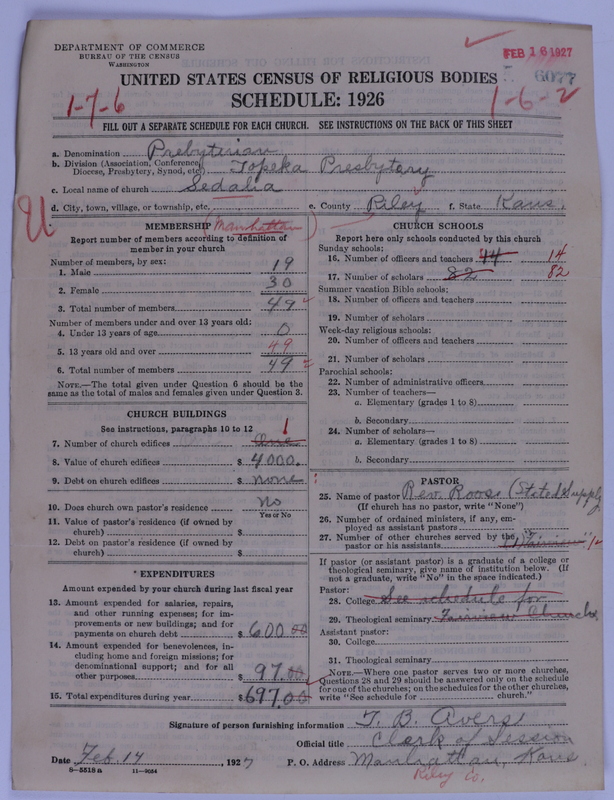 DEPARTMENT OF COMMERCE
BUREAU OF THE CENSUS
WASHINGTON
FEB 16 1927
6077
UNITED STATES CENSUS OF RELIGIOUS BODIES
SCHEDULE: 1926
1-7-6
1-6-2
FILL OUT A SEPARATE SCHEDULE FOR EACH CHURCH. SEE INSTRUCTIONS ON THE BACK OF THIS SHEET
a. Denomination Presbyterian
b. Division (Association, Conference, Diocese, Presbytery, Synod, etc) Topeka Presbytary
c. Local name of church Sedalia
d. City, town, village, or township, etc. (Manhattan) e. County Riley f. State Kans.
U
MEMBERSHIP
Report number of members according to definition of member in your church
Number of members, by sex:
1. Male 19
2. Female 30
3. Total number of members 49
Number of members under and over 13 years old:
4. Under 13 years of age 0
5. 13 years old and over 49
6. Total number of members 49
NOTE.—The total given under Question 6 should be the same as the total of males and females given under Question 3.
CHURCH BUILDINGS
See instructions, paragraphs 10 to 12
7. Number of church edifices One 1
8. Value of church edifices $ 4000.
9. Debt on church edifices $ none
10. Does church own pastor's residence No
Yes or No
11. Value of pastor's residence (if owned by church) $
12. Debt on pastor's residence (if owned by church) $
EXPENDITURES
Amount expended by your church during last fiscal year
13. Amount expended for salaries, repairs, and other running expenses; for improvements or new buildings; and for payments on church debt $ 600 00
14. Amount expended for benevolences, including home and foreign missions; for denominational support; and for all other purposes $ 97.00
15. Total expenditures during year $ 697.00
CHURCH SCHOOLS
Report here only schools conducted by this church
Sunday schools:
16. Number of officers and teachers 14 14
17. Number of scholars 82 82
Summer vacation Bible schools:
18. Number of officers and teachers
19. Number of scholars
Week-day religious schools:
20. Number of officers and teachers
21. Number of scholars
Parochial schools:
22. Number of administrative officers
23. Number of teachers—
a. Elementary (grades 1 to 8)
b. Secondary
24. Number of scholars—
a. Elementary (grades 1 to 8)
b. Secondary
PASTOR
25. Name of pastor Rev. Roose (Stated Supply
(If church has no pastor, write "None")
26. Number of ordained ministers, if any, employed as assistant pastors
27. Number of other churches served by the pastor or his assistants (Fairview) 1
If pastor (or assistant pastor) is a graduate of a college or theological seminary, give name of institution below. (If not a graduate, write "No" in the space indicated.)
Pastor:
28. College See schedule for
29. Theological seminary Fairview Church
Assistant pastor:
30. College
31. Theological seminary
NOTE.—Where one pastor serves two or more churches, Questions 28 and 29 should be answered only on the schedule for one of the churches; on the schedules for the other churches, write "See schedule for church."
Signature of person furnishing information T. B. Avers
Official title Clerk of Session
Date Feb. 14, 1927 P. O. Address Manhattan, Kans.
Riley Co.
8-5518a 11-9084